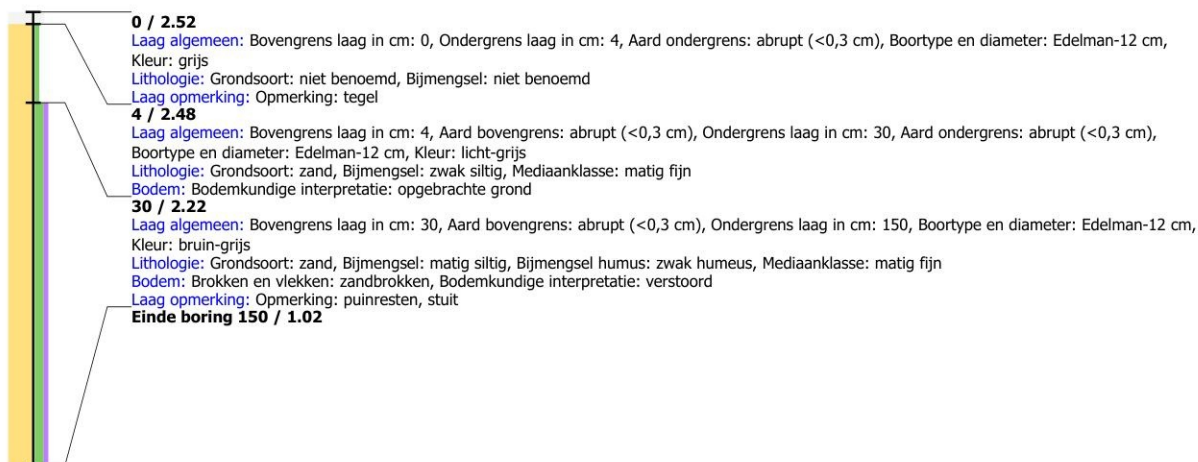 0 / 2.52
Laag algemeen: Bovengrens laag in cm: 0, Ondergrens laag in cm: 4, Aard ondergrens: abrupt (<0,3 cm), Boortype en diameter: Edelman-12 cm,
Kleur: grijs
Lithologie: Grondsoort: niet benoemd, Bijmengsel: niet benoemd
Laag opmerking: Opmerking: tegel
4 / 2.48
Laag algemeen: Bovengrens laag in cm: 4, Aard bovengrens: abrupt (<0,3 cm), Ondergrens laag in cm: 30, Aard ondergrens: abrupt (<0,3 cm),
Boortype en diameter: Edelman-12 cm, Kleur: licht-grijs
Lithologie: Grondsoort: zand, Bijmengsel: zwak siltig, Mediaanklasse: matig fijn
Bodem: Bodemkundige interpretatie: opgebrachte grond
30 / 2.22
Laag algemeen: Bovengrens laag in cm: 30, Aard bovengrens: abrupt (<0,3 cm), Ondergrens laag in cm: 150, Boortype en diameter: Edelman-12 cm,
Kleur: bruin-grijs
Lithologie: Grondsoort: zand, Bijmengsel: matig siltig, Bijmengsel humus: zwak humeus, Mediaanklasse: matig fijn
Bodem: Brokken en vlekken: zandbrokken, Bodemkundige interpretatie: verstoord
Laag opmerking: Opmerking: puinresten, stuit
Einde boring 150 / 1.02